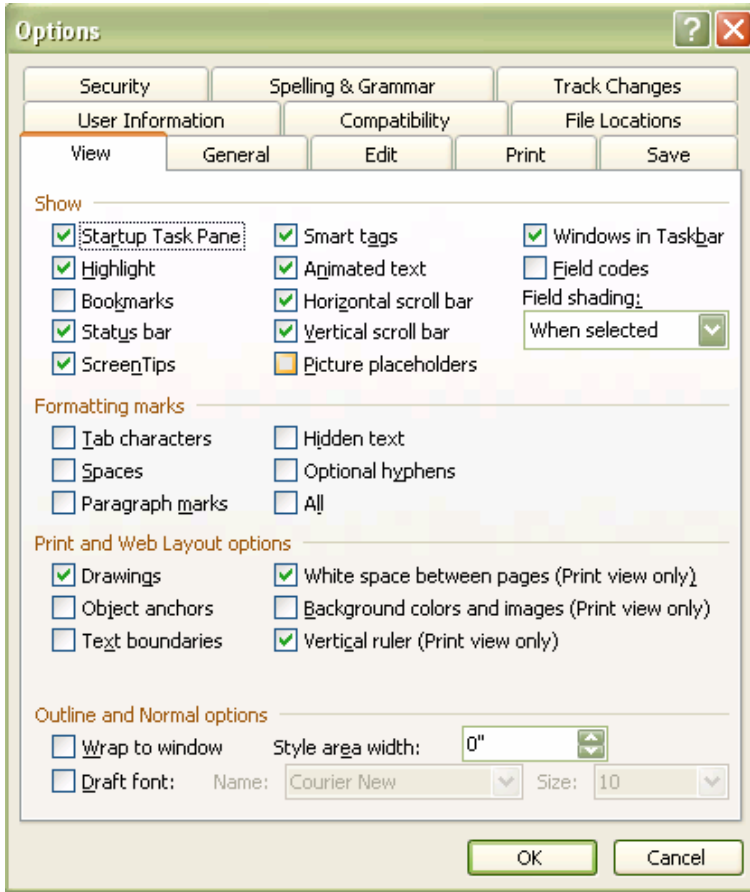 Options
Security Spelling & Grammar Track Changes
User Information Compatibility File Locations
View General Edit Print Save
Show
Startup Task Pane Smart tags Windows in Taskbar
Highlight Animated text Field codes
Bookmarks Horizontal scroll bar Field shading:
Status bar Vertical scroll bar When selected
ScreenTips Picture placeholders
Formatting marks
Tab characters Hidden text
Spaces Optional hyphens
Paragraph marks All
Print and Web Layout options
Drawings White space between pages (Print view only)
Object anchors Background colors and images (Print view only)
Text boundaries Vertical ruler (Print view only)
Outline and Normal options
Wrap to window Style area width: 0"
Draft font: Name: Courier New Size: 10
OK Cancel